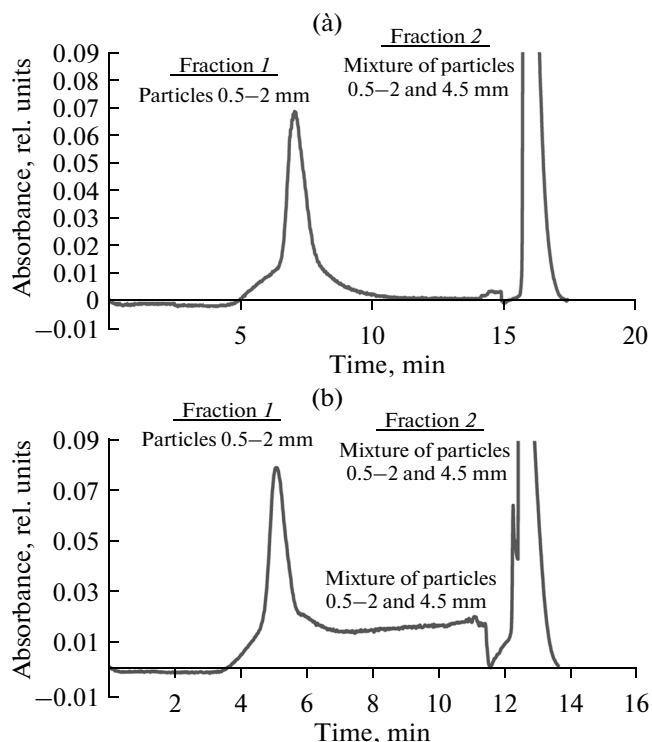 (à)
Fraction 1
Fraction 2
Particles 0.5–2 mm
Mixture of particles
0.5–2 and 4.5 mm
Absorbance, rel. units
0.09
0.08
0.07
0.06
0.05
0.04
0.03
0.02
0.01
0
–0.01
5
10
15
20
Time, min
(b)
Fraction 1
Fraction 2
Particles 0.5–2 mm
Mixture of particles
0.5–2 and 4.5 mm
Mixture of particles
0.5–2 and 4.5 mm
Absorbance, rel. units
0.09
0.07
0.05
0.03
0.01
–0.01
2
4
6
8
10
12
14
16
Time, min